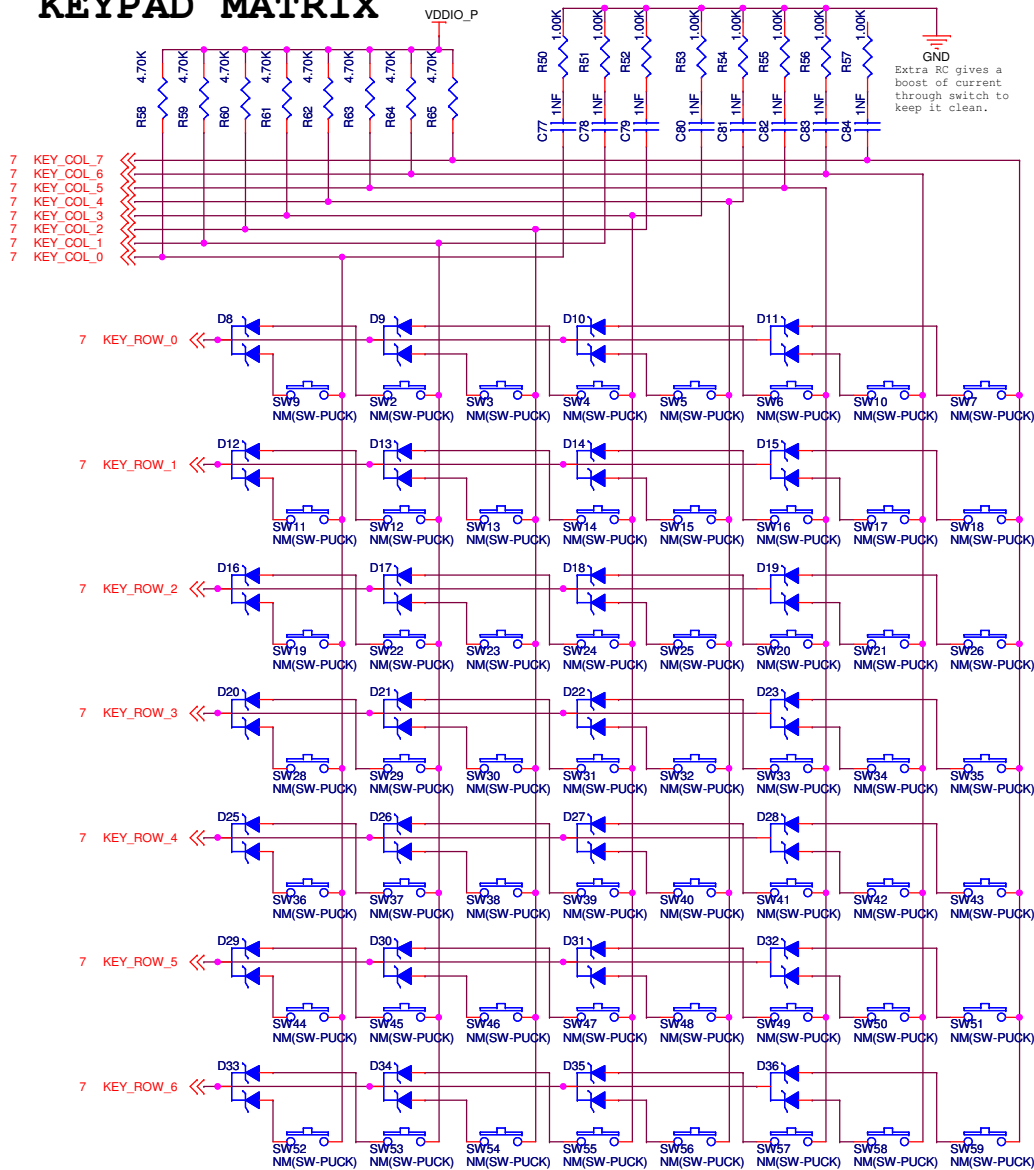 KEYPAD MATRIX
VDDIO_P
4.70K 4.70K 4.70K 4.70K 4.70K 4.70K 4.70K 4.70K
R58 R59 R60 R61 R62 R63 R64 R65
1.00K 1.00K 1.00K 1.00K 1.00K 1.00K 1.00K 1.00K
R50 R51 R52 R53 R54 R55 R56 R57
1NF 1NF 1NF 1NF 1NF 1NF 1NF 1NF
C77 C78 C79 C80 C81 C82 C83 C84
GND
Extra RC gives a
boost of current
through switch to
keep it clean.
7 KEY_COL_7
7 KEY_COL_6
7 KEY_COL_5
7 KEY_COL_4
7 KEY_COL_3
7 KEY_COL_2
7 KEY_COL_1
7 KEY_COL_0
D8 D9 D10 D11
7 KEY_ROW_0
SW9 SW2 SW3 SW4 SW5 SW6 SW10 SW7
NM(SW-PUCK) NM(SW-PUCK) NM(SW-PUCK) NM(SW-PUCK) NM(SW-PUCK) NM(SW-PUCK) NM(SW-PUCK) NM(SW-PUCK)
D12 D13 D14 D15
7 KEY_ROW_1
SW11 SW12 SW13 SW14 SW15 SW16 SW17 SW18
NM(SW-PUCK) NM(SW-PUCK) NM(SW-PUCK) NM(SW-PUCK) NM(SW-PUCK) NM(SW-PUCK) NM(SW-PUCK) NM(SW-PUCK)
D16 D17 D18 D19
7 KEY_ROW_2
SW19 SW22 SW23 SW24 SW25 SW20 SW21 SW26
NM(SW-PUCK) NM(SW-PUCK) NM(SW-PUCK) NM(SW-PUCK) NM(SW-PUCK) NM(SW-PUCK) NM(SW-PUCK) NM(SW-PUCK)
D20 D21 D22 D23
7 KEY_ROW_3
SW28 SW29 SW30 SW31 SW32 SW33 SW34 SW35
NM(SW-PUCK) NM(SW-PUCK) NM(SW-PUCK) NM(SW-PUCK) NM(SW-PUCK) NM(SW-PUCK) NM(SW-PUCK) NM(SW-PUCK)
D25 D26 D27 D28
7 KEY_ROW_4
SW36 SW37 SW38 SW39 SW40 SW41 SW42 SW43
NM(SW-PUCK) NM(SW-PUCK) NM(SW-PUCK) NM(SW-PUCK) NM(SW-PUCK) NM(SW-PUCK) NM(SW-PUCK) NM(SW-PUCK)
D29 D30 D31 D32
7 KEY_ROW_5
SW44 SW45 SW46 SW47 SW48 SW49 SW50 SW51
NM(SW-PUCK) NM(SW-PUCK) NM(SW-PUCK) NM(SW-PUCK) NM(SW-PUCK) NM(SW-PUCK) NM(SW-PUCK) NM(SW-PUCK)
D33 D34 D35 D36
7 KEY_ROW_6
SW52 SW53 SW54 SW55 SW56 SW57 SW58 SW59
NM(SW-PUCK) NM(SW-PUCK) NM(SW-PUCK) NM(SW-PUCK) NM(SW-PUCK) NM(SW-PUCK) NM(SW-PUCK) NM(SW-PUCK)